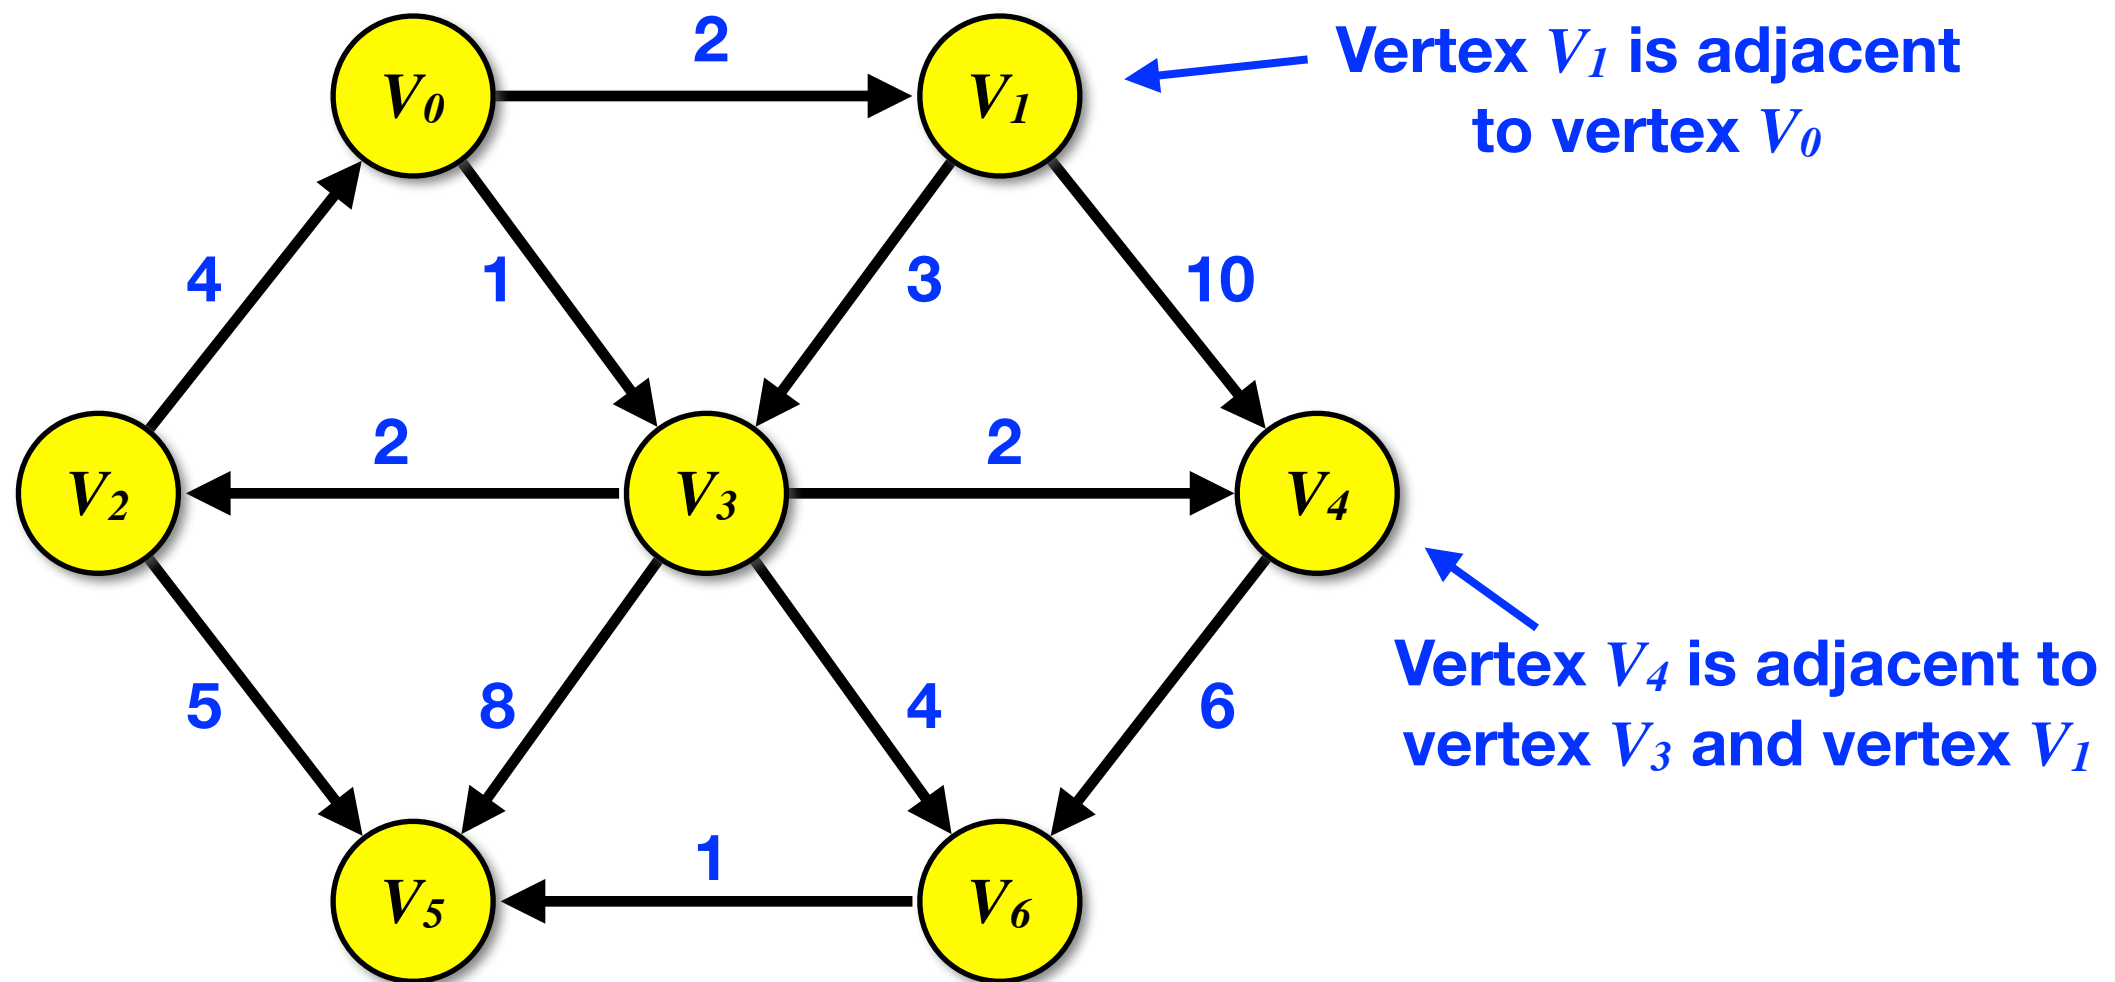 2
V0
V1
Vertex V1 is adjacent
to vertex V0
4
1
3
10
2
2
V2
V3
V4
5
8
4
6
Vertex V4 is adjacent to
vertex V3 and vertex V1
1
V5
V6